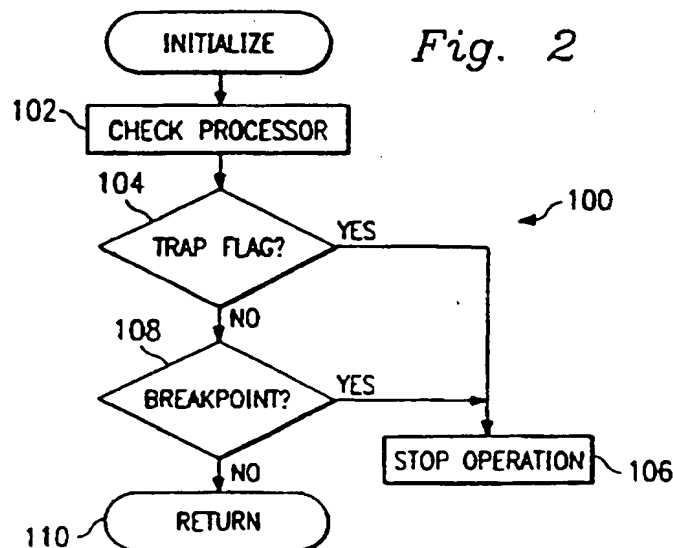 INITIALIZE
Fig. 2
102
CHECK PROCESSOR
104
100
TRAP FLAG?
YES
NO
108
BREAKPOINT?
YES
NO
STOP OPERATION
106
110
RETURN